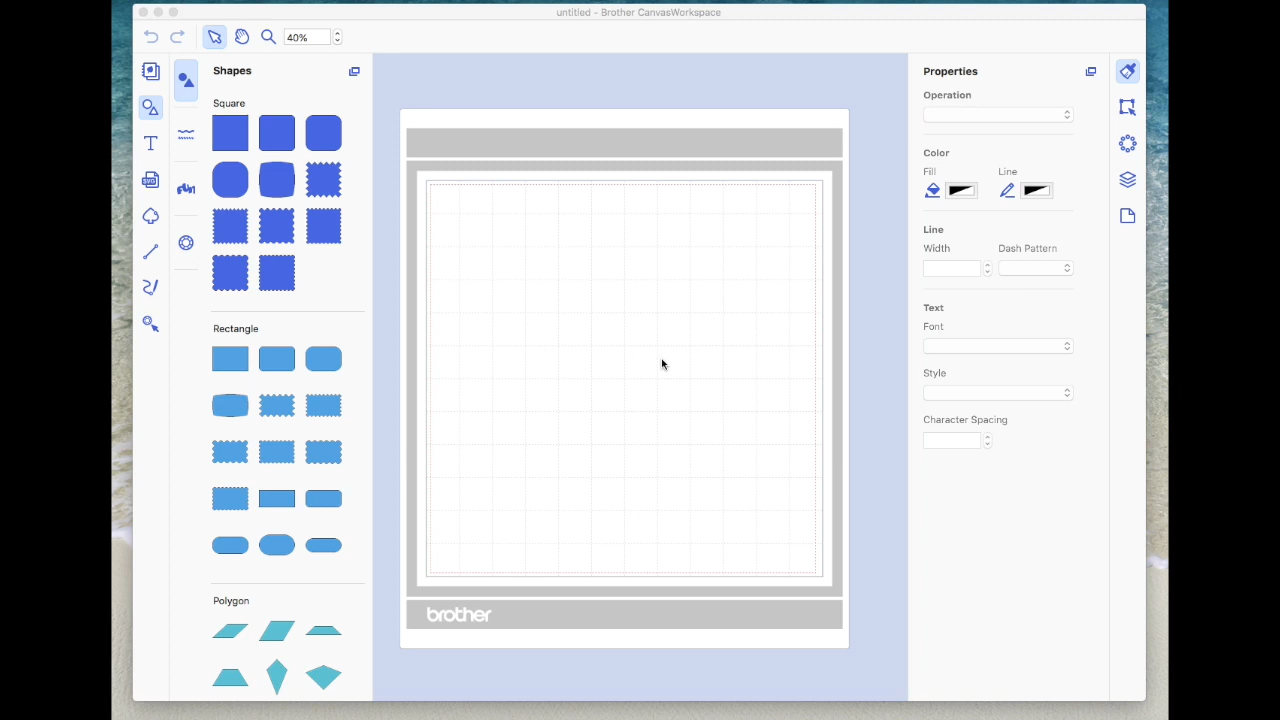 untitled - Brother CanvasWorkspace
40%
Shapes
Square
Rectangle
Polygon
SVG
brother
Properties
Operation
Color
Fill
Line
Line
Width
Dash Pattern
Text
Font
Style
Character Spacing